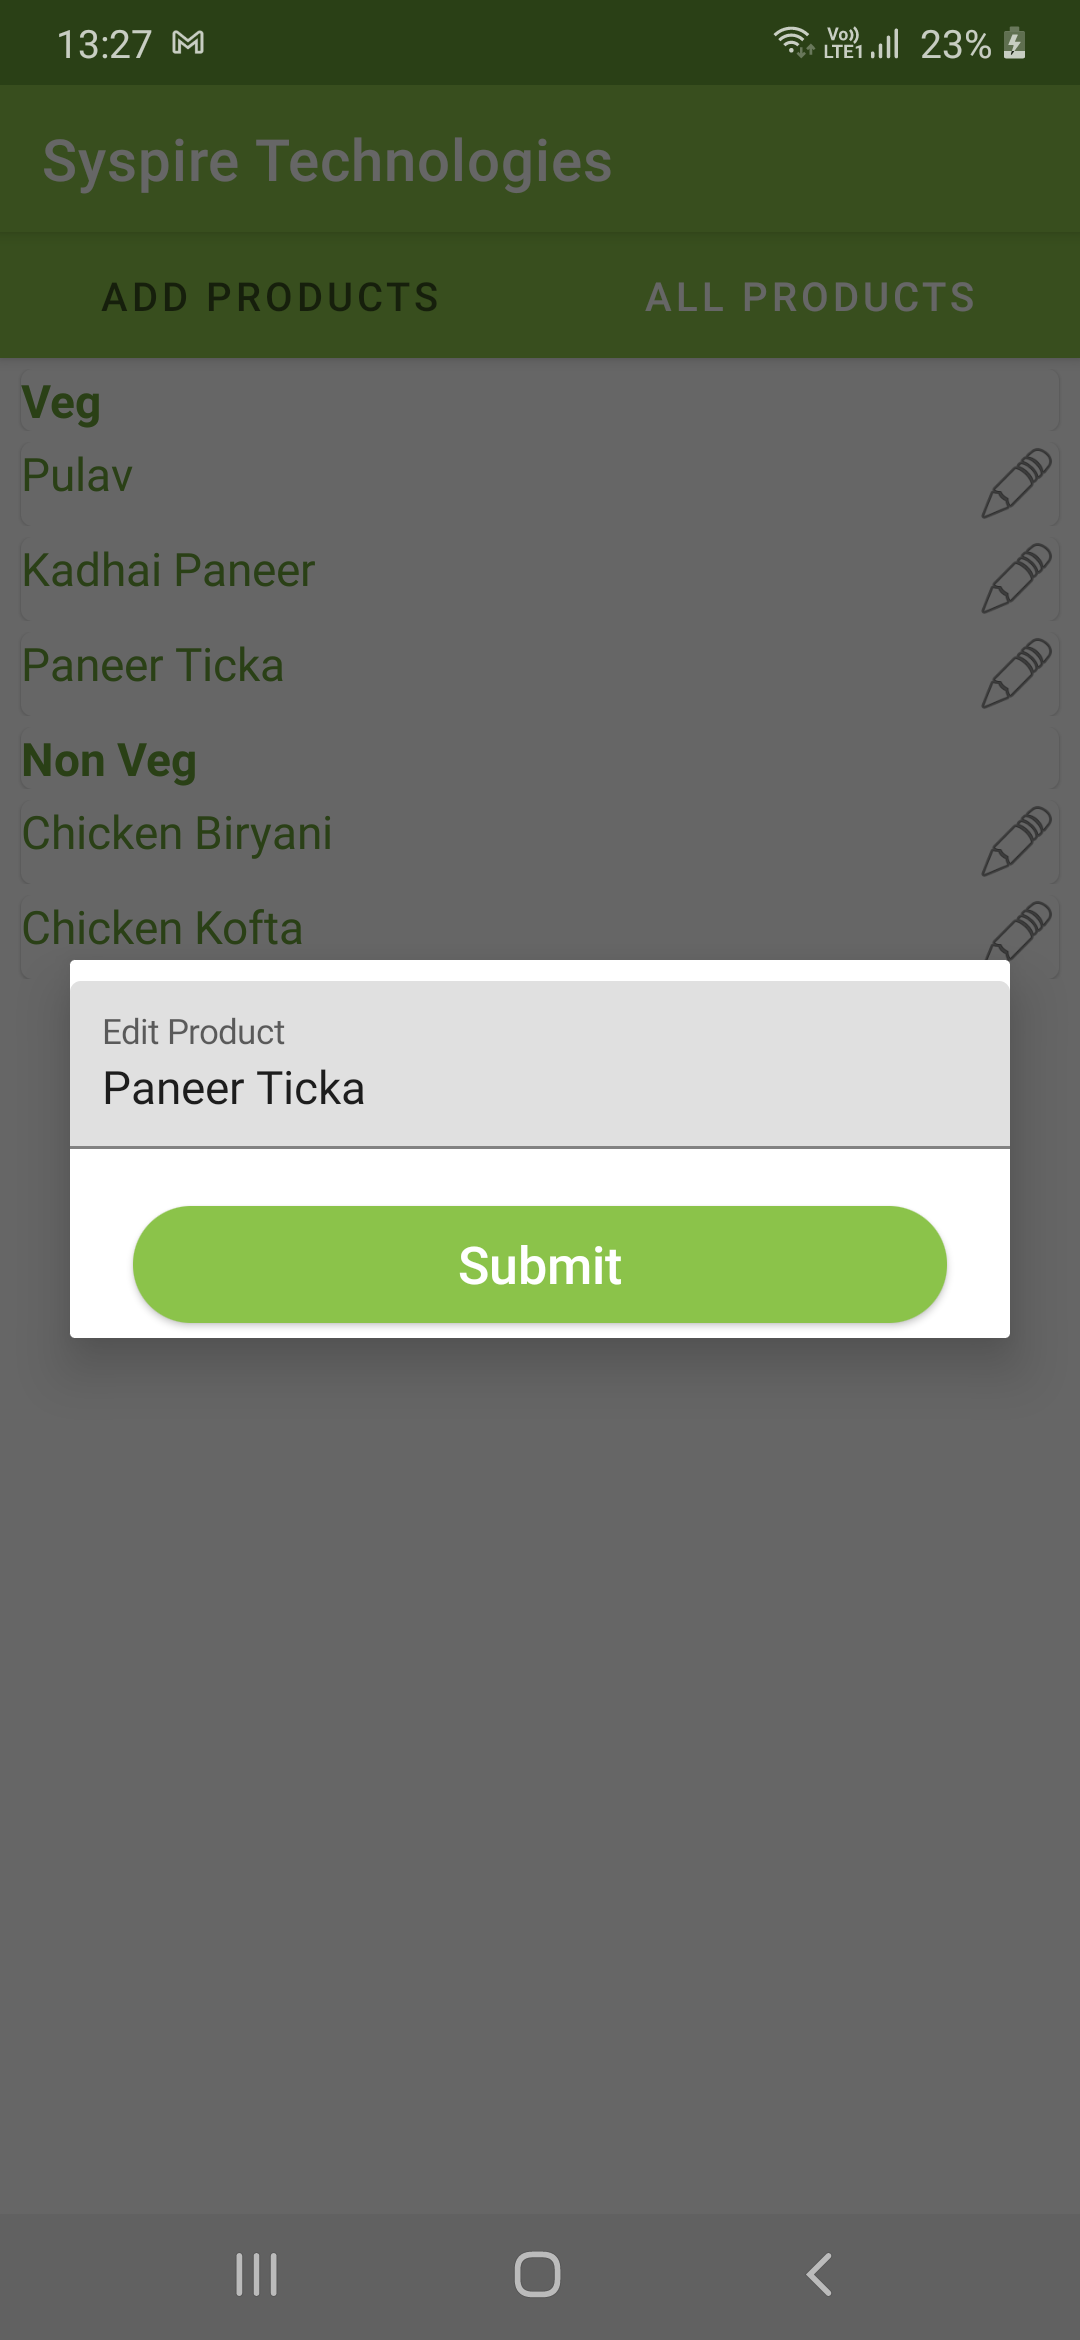 13:27 Vo)) LTE1 23%
Syspire Technologies
ADD PRODUCTS ALL PRODUCTS
Veg
Pulav
Kadhai Paneer
Paneer Ticka
Non Veg
Chicken Biryani
Chicken Kofta
Edit Product
Paneer Ticka
Submit